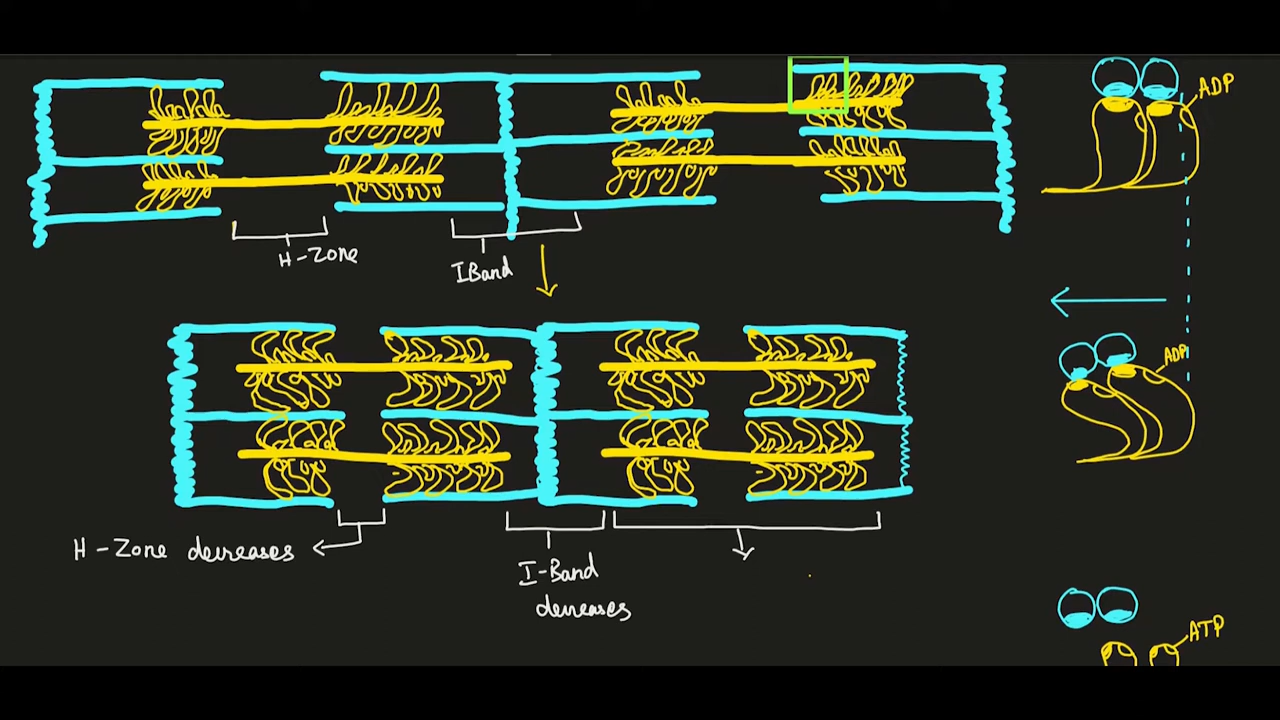 ADP
H-Zone
IBand
ADP
H-Zone decreases
I-Band
decreases
ATP